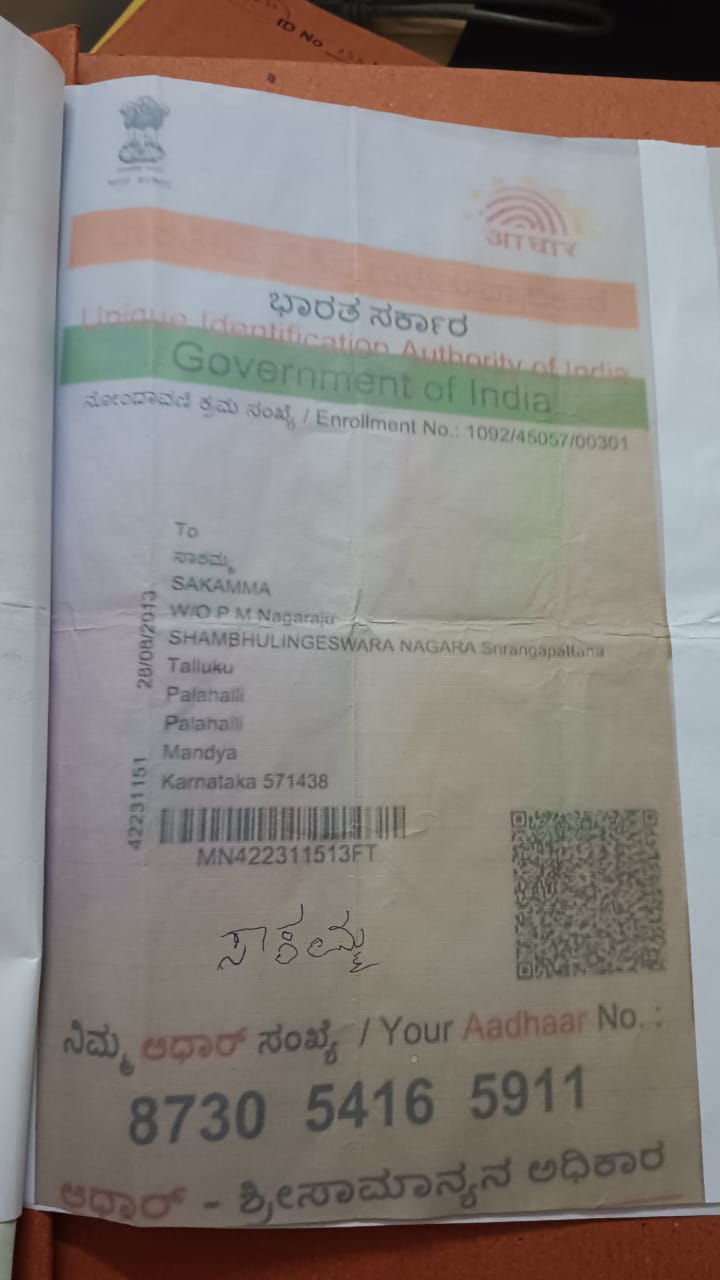 ID No
आधार
ಭಾರತ ಸರ್ಕಾರ
Unique Identification Authority of India
Government of India
ನೋಂದಾವಣಿ ಕ್ರಮ ಸಂಖ್ಯೆ / Enrollment No.: 1092/45057/00301
To
ಸಾಕಮ್ಮ
SAKAMMA
W/O P M Nagaraju
SHAMBHULINGESWARA NAGARA Srirangapattana
Talluku
Palahalli
Palahalli
Mandya
Karnataka 571438
28/08/2013
42231151
MN422311513FT
ಸಾಕಮ್ಮ
ನಿಮ್ಮ ಆಧಾರ್ ಸಂಖ್ಯೆ / Your Aadhaar No. :
8730 5416 5911
ಆಧಾರ್ - ಶ್ರೀಸಾಮಾನ್ಯನ ಅಧಿಕಾರ